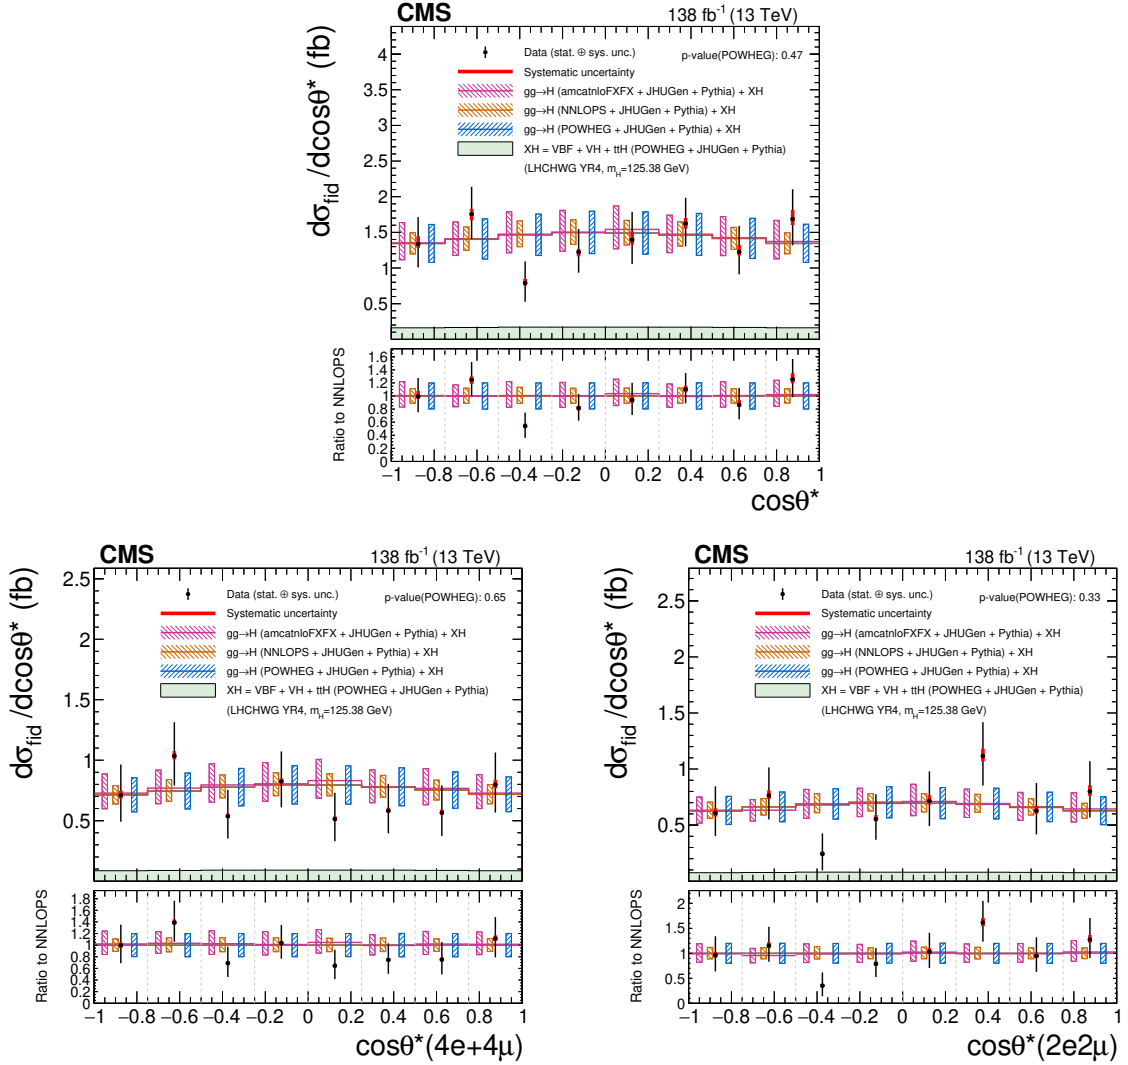 CMS 138 fb⁻¹ (13 TeV)
dσfid/dcosθ* (fb)
Data (stat. ⊕ sys. unc.) p-value(POWHEG): 0.47
Systematic uncertainty
gg→H (amcatnloFXFX + JHUGen + Pythia) + XH
gg→H (NNLOPS + JHUGen + Pythia) + XH
gg→H (POWHEG + JHUGen + Pythia) + XH
XH = VBF + VH + ttH (POWHEG + JHUGen + Pythia)
(LHCHWG YR4, mH=125.38 GeV)
4
3.5
3
2.5
2
1.5
1
0.5
Ratio to NNLOPS
1.6
1.4
1.2
1
0.8
0.6
0.4
0.2
0
−1 −0.8 −0.6 −0.4 −0.2 0 0.2 0.4 0.6 0.8 1
cosθ*
CMS 138 fb⁻¹ (13 TeV)
dσfid/dcosθ* (fb)
Data (stat. ⊕ sys. unc.) p-value(POWHEG): 0.65
Systematic uncertainty
gg→H (amcatnloFXFX + JHUGen + Pythia) + XH
gg→H (NNLOPS + JHUGen + Pythia) + XH
gg→H (POWHEG + JHUGen + Pythia) + XH
XH = VBF + VH + ttH (POWHEG + JHUGen + Pythia)
(LHCHWG YR4, mH=125.38 GeV)
2.5
2
1.5
1
0.5
Ratio to NNLOPS
1.8
1.6
1.4
1.2
1
0.8
0.6
0.4
0.2
0
−1 −0.8 −0.6 −0.4 −0.2 0 0.2 0.4 0.6 0.8 1
cosθ*(4e+4μ)
CMS 138 fb⁻¹ (13 TeV)
dσfid/dcosθ* (fb)
Data (stat. ⊕ sys. unc.) p-value(POWHEG): 0.33
Systematic uncertainty
gg→H (amcatnloFXFX + JHUGen + Pythia) + XH
gg→H (NNLOPS + JHUGen + Pythia) + XH
gg→H (POWHEG + JHUGen + Pythia) + XH
XH = VBF + VH + ttH (POWHEG + JHUGen + Pythia)
(LHCHWG YR4, mH=125.38 GeV)
2.5
2
1.5
1
0.5
Ratio to NNLOPS
2
1.5
1
0.5
0
−1 −0.8 −0.6 −0.4 −0.2 0 0.2 0.4 0.6 0.8 1
cosθ*(2e2μ)